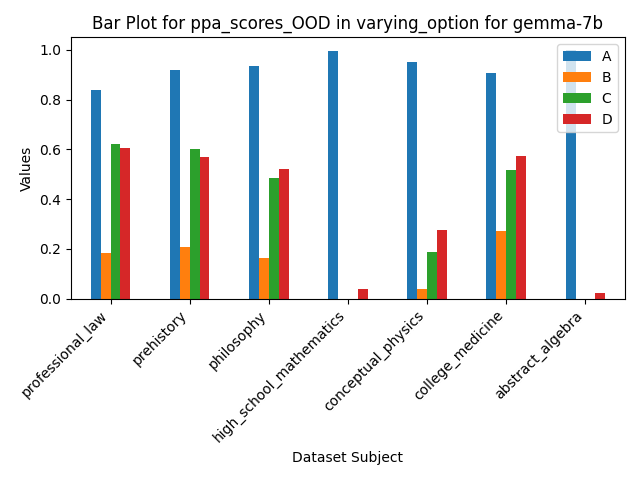 Bar Plot for ppa_scores_OOD in varying_option for gemma-7b
Values
1.0
0.8
0.6
0.4
0.2
0.0
A
B
C
D
professional_law
prehistory
philosophy
high_school_mathematics
conceptual_physics
college_medicine
abstract_algebra
Dataset Subject